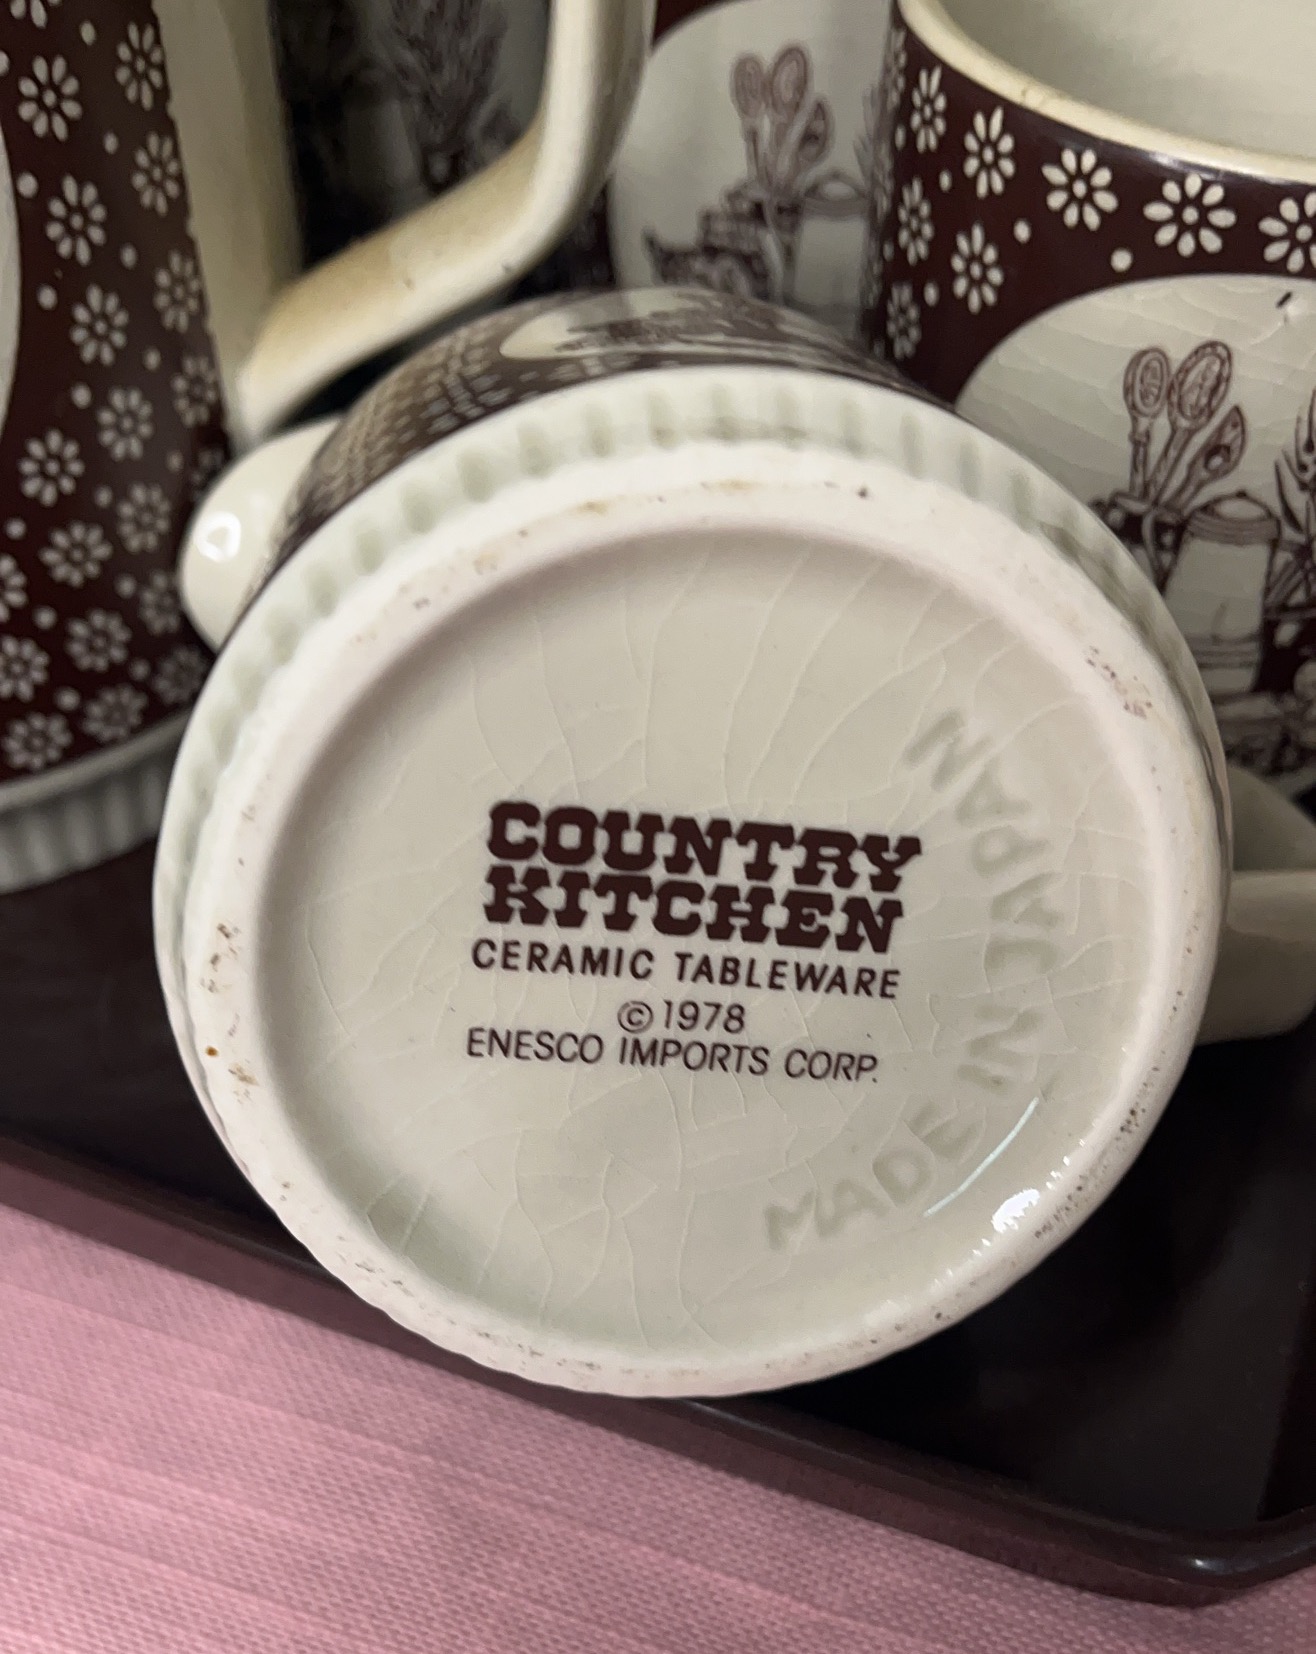 COUNTRY
KITCHEN
CERAMIC TABLEWARE
© 1978
ENESCO IMPORTS CORP.
MADE IN JAPAN